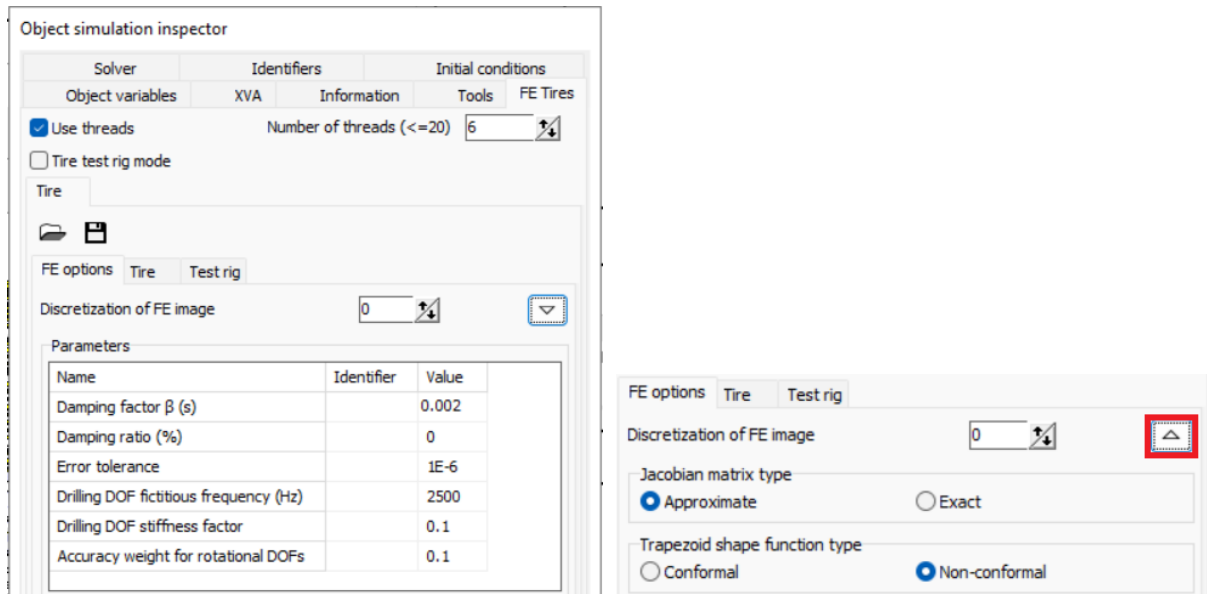 Object simulation inspector
Solver Identifiers Initial conditions
Object variables XVA Information Tools FE Tires
Use threads Number of threads (<=20) 6
Tire test rig mode
Tire
FE options Tire Test rig
Discretization of FE image 0
Parameters
Name Identifier Value
Damping factor β (s) 0.002
Damping ratio (%) 0
Error tolerance 1E-6
Drilling DOF fictitious frequency (Hz) 2500
Drilling DOF stiffness factor 0.1
Accuracy weight for rotational DOFs 0.1
FE options Tire Test rig
Discretization of FE image 0
Jacobian matrix type
Approximate Exact
Trapezoid shape function type
Conformal Non-conformal